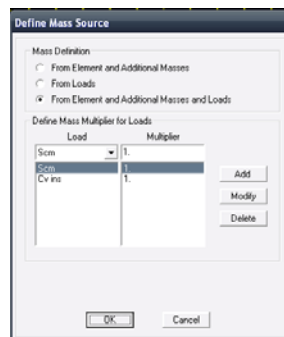 Define Mass Source
Mass Definition
From Element and Additional Masses
From Loads
From Element and Additional Masses and Loads
Define Mass Multiplier for Loads
Load Multiplier
Scm 1.
Scm 1.
Cv ins 1.
Add
Modify
Delete
OK Cancel